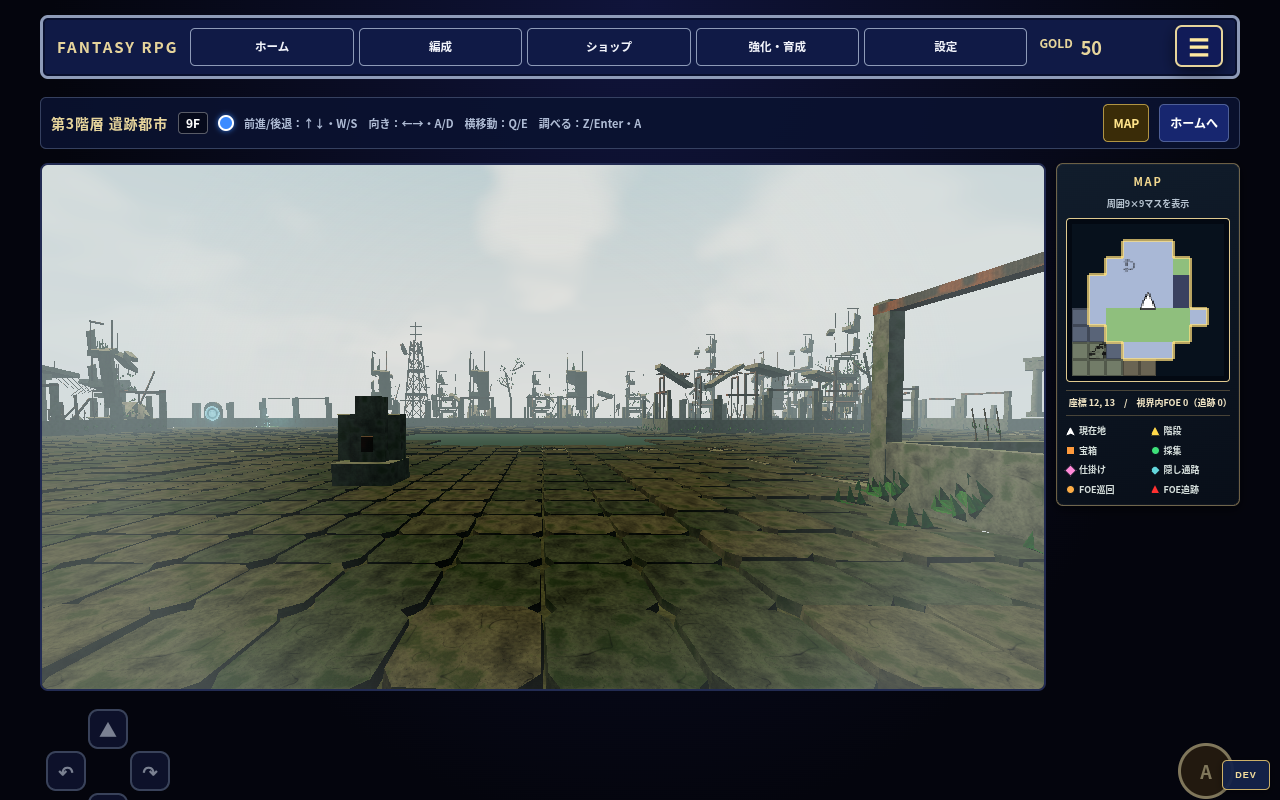 FANTASY RPG
ホーム
編成
ショップ
強化・育成
設定
GOLD 50
第3階層 遺跡都市
9F
前進/後退：↑↓・W/S　向き：←→・A/D　横移動：Q/E　調べる：Z/Enter・A
MAP
ホームへ
MAP
周囲9×9マスを表示
座標 12, 13　/　視界内FOE 0（追跡 0）
現在地
階段
宝箱
採集
仕掛け
隠し通路
FOE巡回
FOE追跡
A
DEV